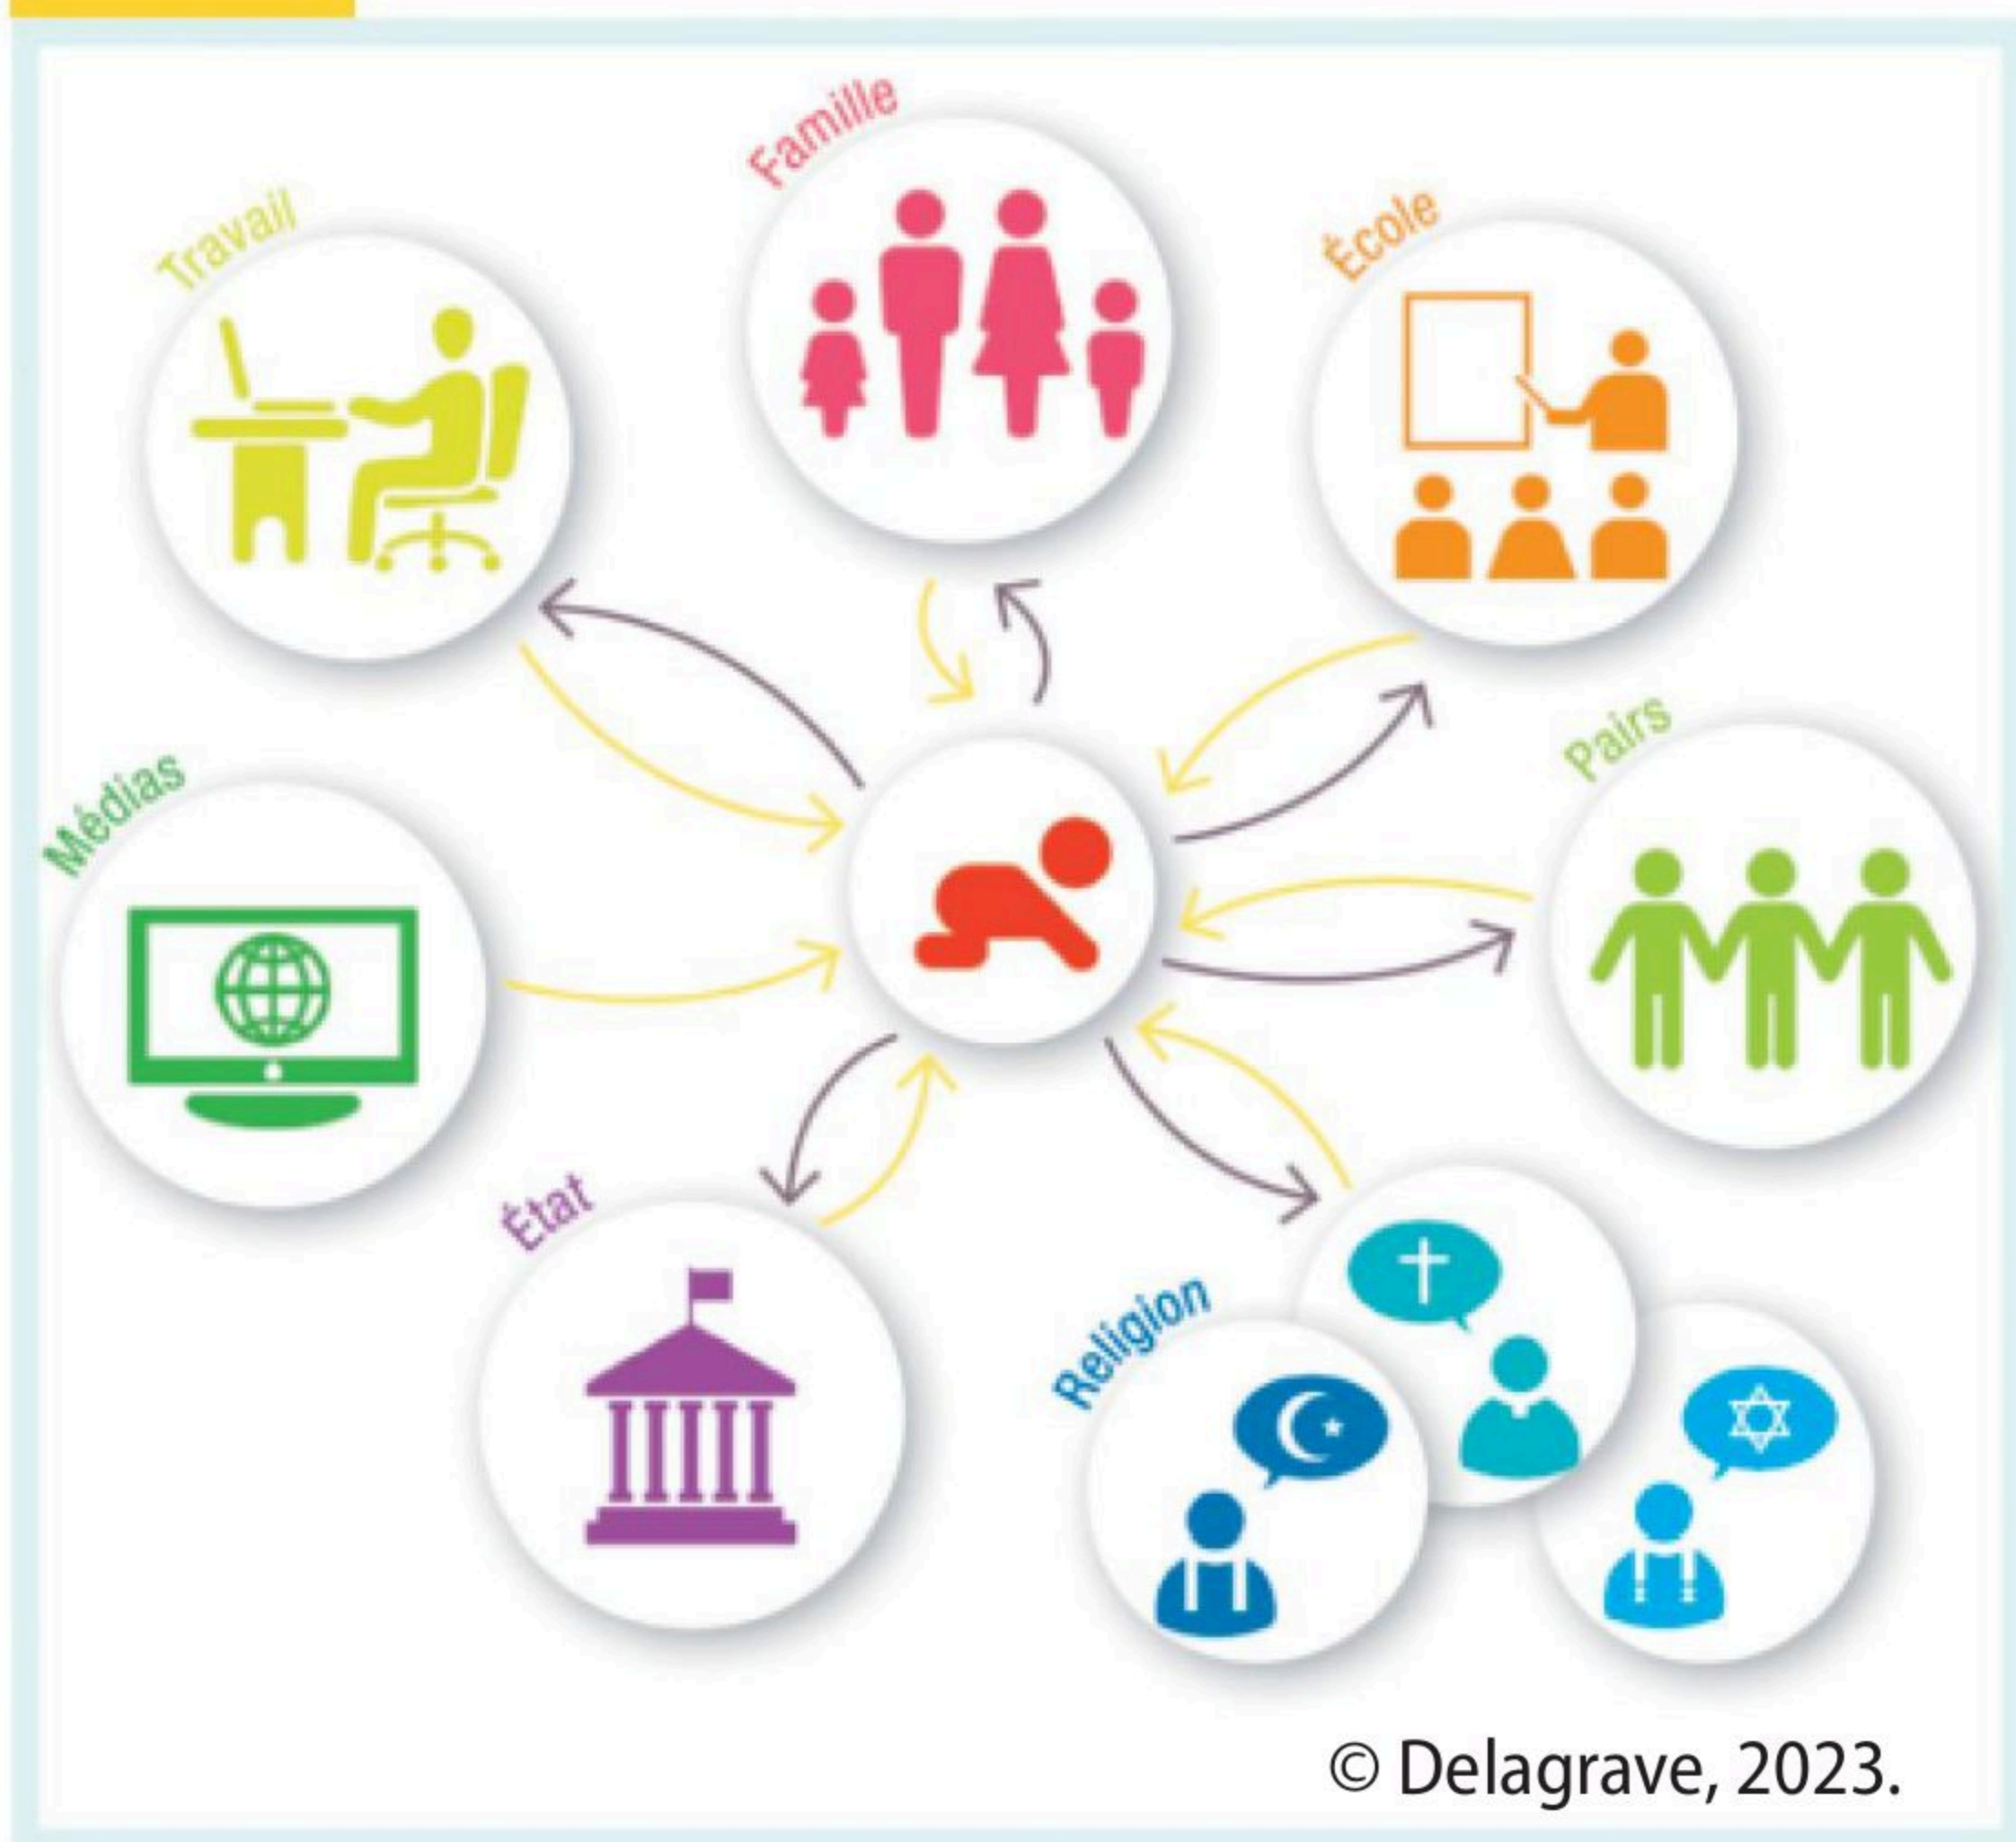 Famille
Travail
École
Pairs
Médias
État
Religion
© Delagrave, 2023.